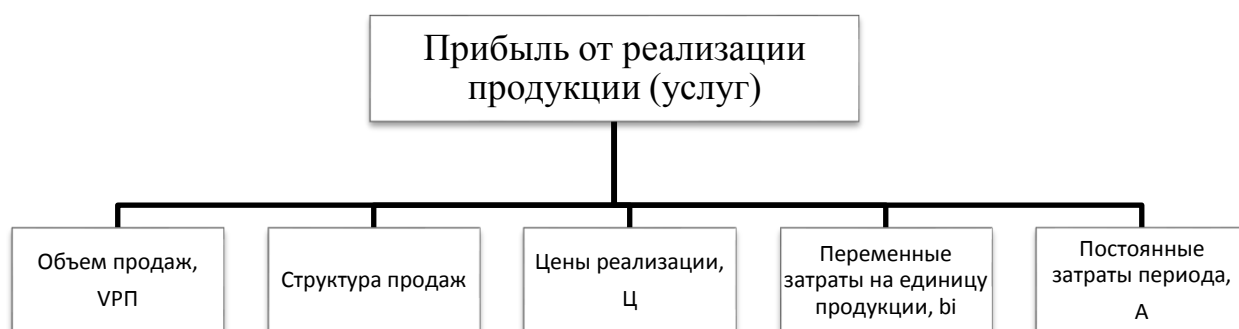 Прибыль от реализации
продукции (услуг)
Объем продаж,
VРП
Структура продаж
Цены реализации,
Ц
Переменные
затраты на единицу
продукции, bi
Постоянные
затраты периода,
А